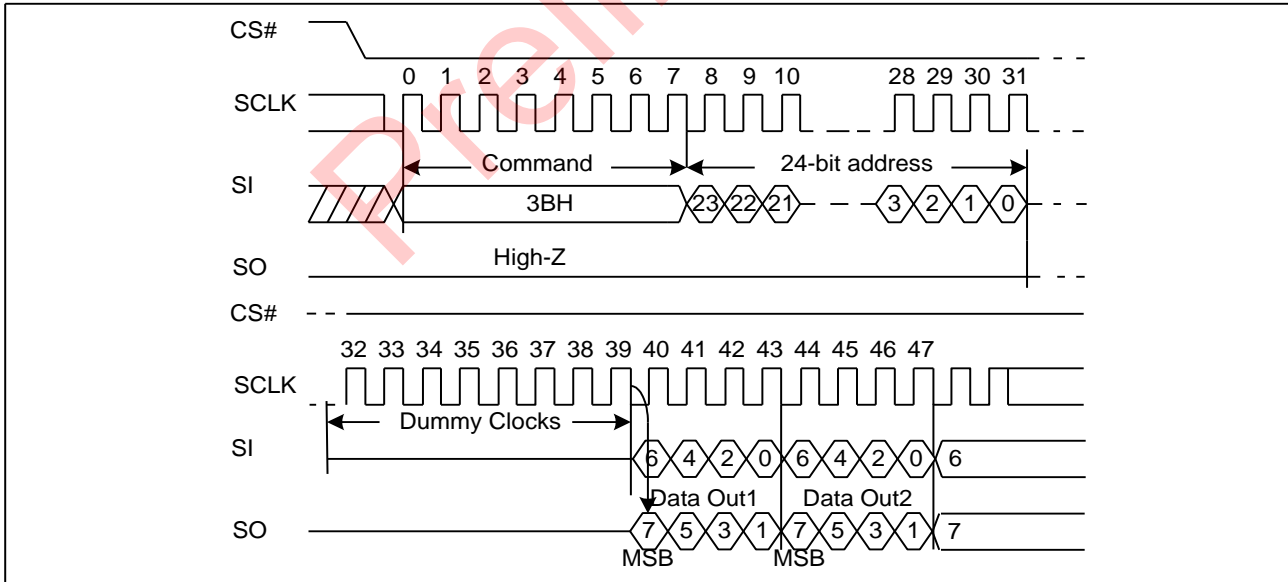 CS#
0 1 2 3 4 5 6 7 8 9 10 28 29 30 31
SCLK
Command 24-bit address
SI
3BH 23 22 21 3 2 1 0
High-Z
SO
CS#
32 33 34 35 36 37 38 39 40 41 42 43 44 45 46 47
SCLK
Dummy Clocks
SI
6 4 2 0 6 4 2 0 6
Data Out1 Data Out2
SO 7 5 3 1 7 5 3 1 7
MSB MSB